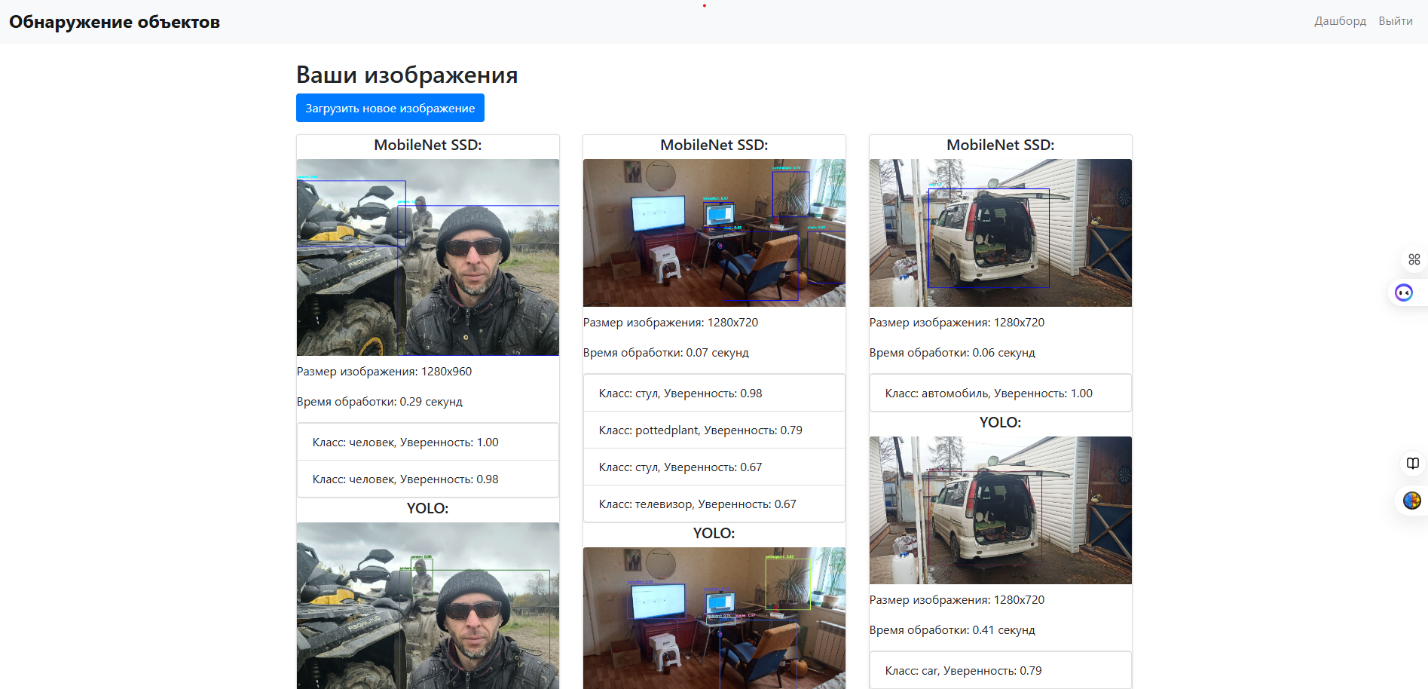 Обнаружение объектов
Дашборд
Выйти
Ваши изображения
Загрузить новое изображение
MobileNet SSD:
Размер изображения: 1280x960
Время обработки: 0.29 секунд
Класс: человек, Уверенность: 1.00
Класс: человек, Уверенность: 0.98
YOLO:
MobileNet SSD:
Размер изображения: 1280x720
Время обработки: 0.07 секунд
Класс: стул, Уверенность: 0.98
Класс: pottedplant, Уверенность: 0.79
Класс: стул, Уверенность: 0.67
Класс: телевизор, Уверенность: 0.67
YOLO:
MobileNet SSD:
Размер изображения: 1280x720
Время обработки: 0.06 секунд
Класс: автомобиль, Уверенность: 1.00
YOLO:
Размер изображения: 1280x720
Время обработки: 0.41 секунд
Класс: car, Уверенность: 0.79